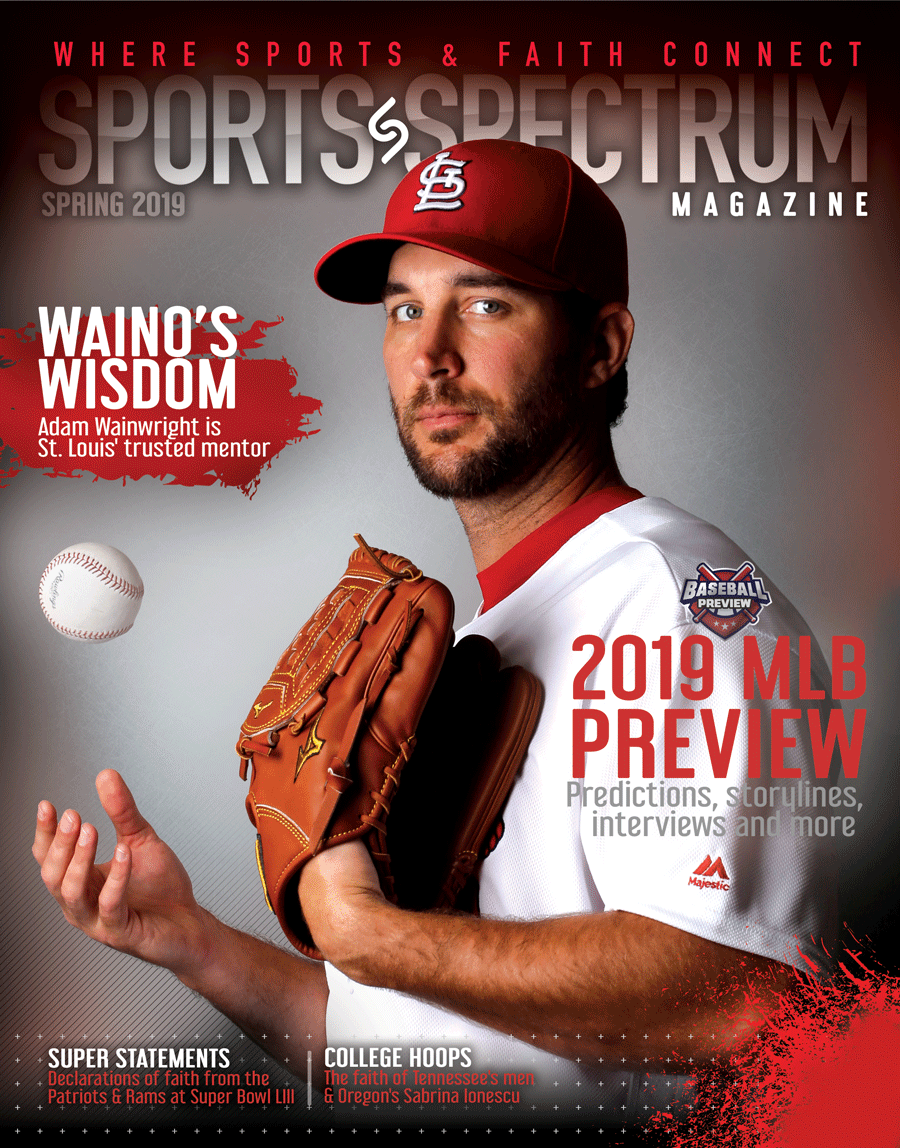 WHERE SPORTS & FAITH CONNECT
SPORTS SPECTRUM
SPRING 2019
MAGAZINE
STL
WAINO'S
WISDOM
Adam Wainwright is
St. Louis' trusted mentor
Rawlings
BASEBALL
PREVIEW
2019 MLB
PREVIEW
Predictions, storylines,
interviews and more
Majestic
SUPER STATEMENTS
Declarations of faith from the
Patriots & Rams at Super Bowl LIII
COLLEGE HOOPS
The faith of Tennessee's men
& Oregon's Sabrina Ionescu